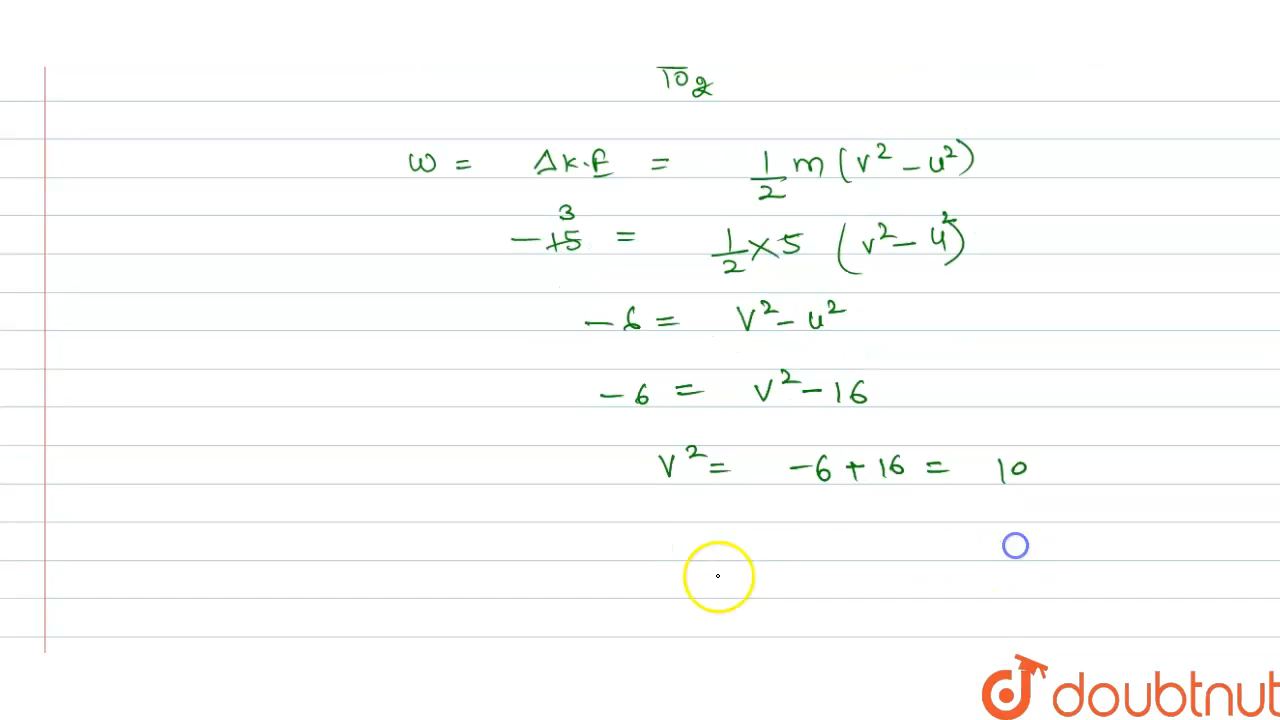 10g
W = ΔK.E = 1/2 m (v² - u²)
3
-15 = 1/2 × 5 (v² - 4²)
-6 = v² - u²
-6 = v² - 16
v² = -6 + 16 = 10
doubtnut